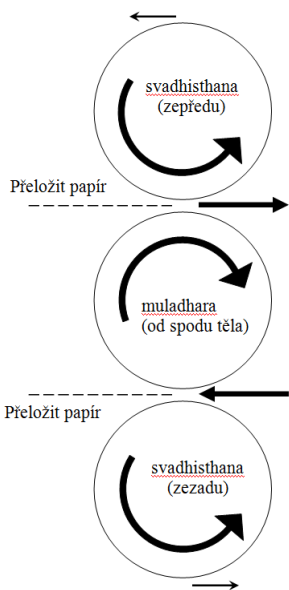 svadhisthana
(zepředu)
Přeložit papír
muladhara
(od spodu těla)
Přeložit papír
svadhisthana
(zezadu)